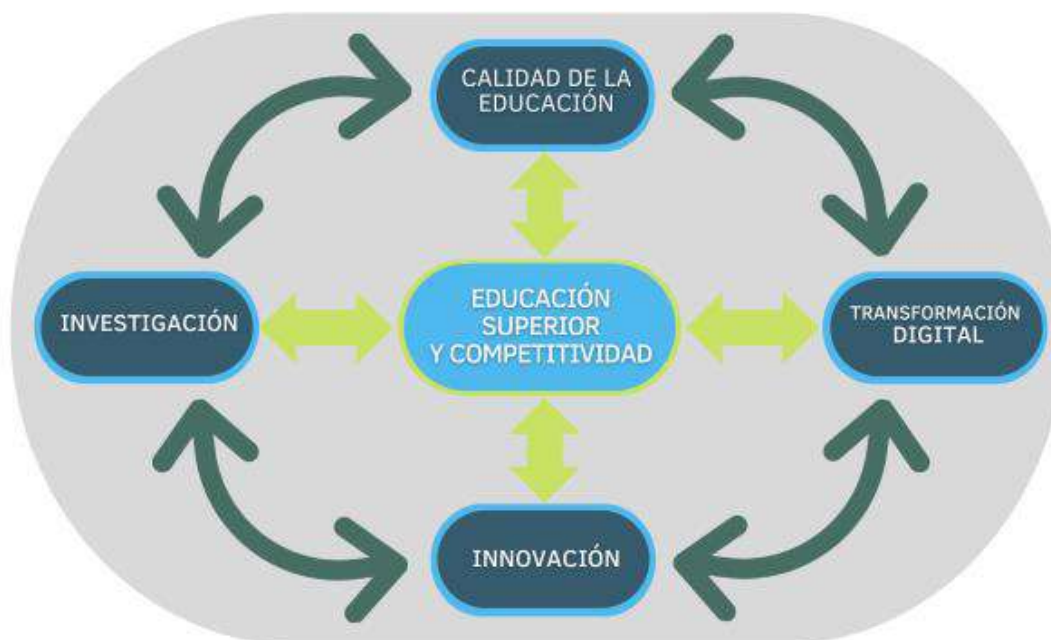 CALIDAD DE LA
EDUCACIÓN
INVESTIGACIÓN
EDUCACIÓN
SUPERIOR
Y COMPETITIVIDAD
TRANSFORMACIÓN
DIGITAL
INNOVACIÓN